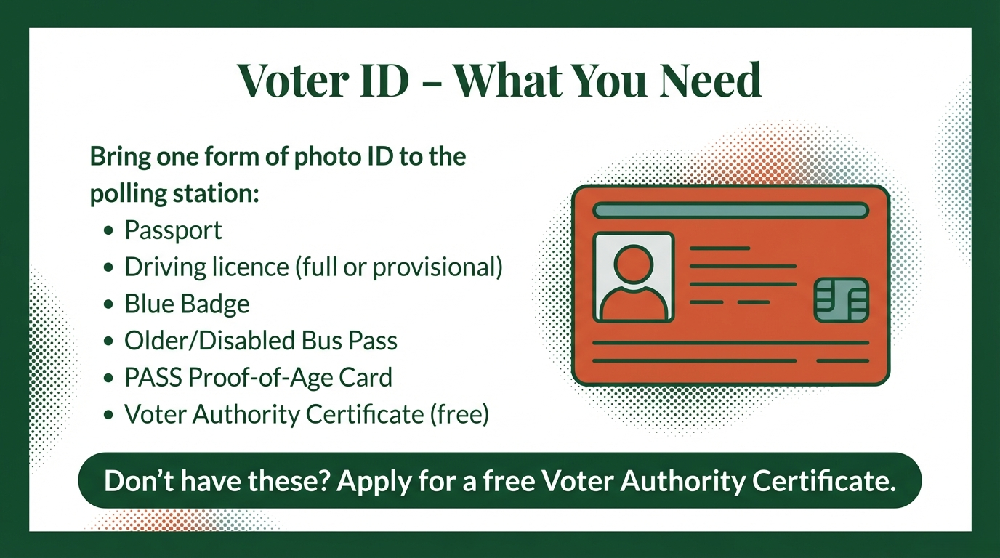 Voter ID – What You Need
Bring one form of photo ID to the
polling station:
• Passport
• Driving licence (full or provisional)
• Blue Badge
• Older/Disabled Bus Pass
• PASS Proof-of-Age Card
• Voter Authority Certificate (free)
Don’t have these? Apply for a free Voter Authority Certificate.